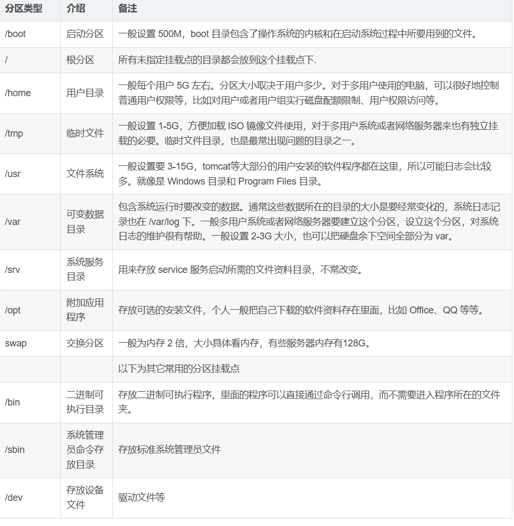 分区类型 介绍 备注
/boot 启动分区 一般设置 500M，boot 目录包含了操作系统的内核和在启动系统过程中所要用到的文件。
/ 根分区 所有未指定挂载点的目录都会放到这个挂载点下.
/home 用户目录 一般每个用户 5G 左右。分区大小取决于用户多少。对于多用户使用的电脑，可以很好地控制
普通用户权限等，比如对用户或者用户组实行磁盘配额限制、用户权限访问等。
/tmp 临时文件 一般设置 1-5G，方便加载 ISO 镜像文件使用，对于多用户系统或者网络服务器来也有独立挂
载的必要。临时文件目录，也是最常出现问题的目录之一。
/usr 文件系统 一般设置要 3-15G，tomcat等大部分的用户安装的软件程序都在这里，所以可能日志会比较
多。就像是 Windows 目录和 Program Files 目录。
/var 可变数据
目录
包含系统运行时要改变的数据。通常这些数据所在的目录的大小是要经常变化的，系统日志记
录也在 /var/log 下。一般多用户系统或者网络服务器要建立这个分区，设立这个分区，对系
统日志的维护很有帮助。一般设置 2-3G 大小，也可以把硬盘余下空间全部分为 var。
/srv 系统服务
目录
用来存放 service 服务启动所需的文件资料目录，不常改变。
/opt 附加应用
程序
存放可选的安装文件，个人一般把自己下载的软件资料存在里面，比如 Office、QQ 等等。
swap 交换分区 一般为内存 2 倍，大小具体看内存，有些服务器内存有128G。
以下为其它常用的分区挂载点
/bin 二进制可
执行目录
存放二进制可执行程序，里面的程序可以直接通过命令行调用，而不需要进入程序所在的文件
夹。
/sbin 系统管理
员命令存
放目录
存放标准系统管理员文件
/dev 存放设备
文件
驱动文件等